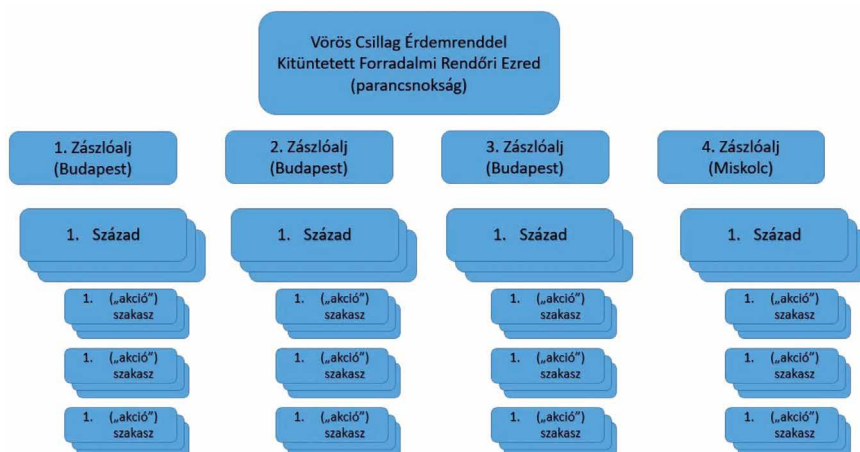 Vörös Csillag Érdemrenddel
Kitüntetett Forradalmi Rendőri Ezred
(parancsnokság)
1. Zászlóalj
(Budapest)
2. Zászlóalj
(Budapest)
3. Zászlóalj
(Budapest)
4. Zászlóalj
(Miskolc)
1. Század
1. Század
1. Század
1. Század
1. („akció”)
szakasz
1. („akció”)
szakasz
1. („akció”)
szakasz
1. („akció”)
szakasz
1. („akció”)
szakasz
1. („akció”)
szakasz
1. („akció”)
szakasz
1. („akció”)
szakasz
1. („akció”)
szakasz
1. („akció”)
szakasz
1. („akció”)
szakasz
1. („akció”)
szakasz